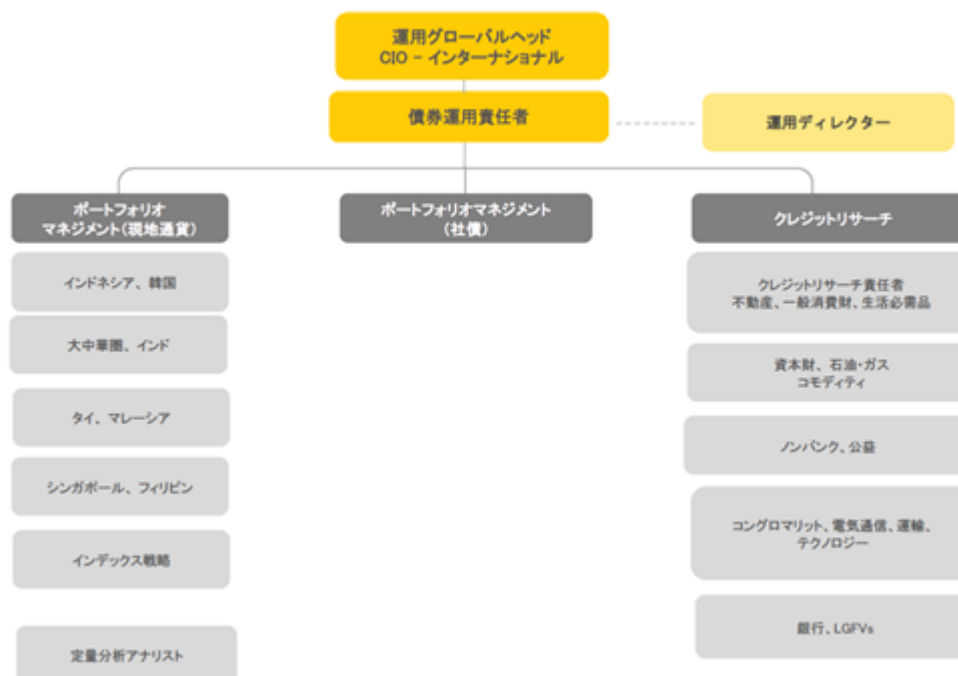 運用グローバルヘッド
CIO – インターナショナル
債券運用責任者
運用ディレクター
ポートフォリオ
マネジメント(現地通貨)
インドネシア、韓国
大中華圏、インド
タイ、マレーシア
シンガポール、フィリピン
インデックス戦略
定量分析アナリスト
ポートフォリオマネジメント
(社債)
クレジットリサーチ
クレジットリサーチ責任者
不動産、一般消費財、生活必需品
資本財、石油・ガス
コモディティ
ノンバンク、公益
コングロマリット、電気通信、運輸、
テクノロジー
銀行、LGFVs